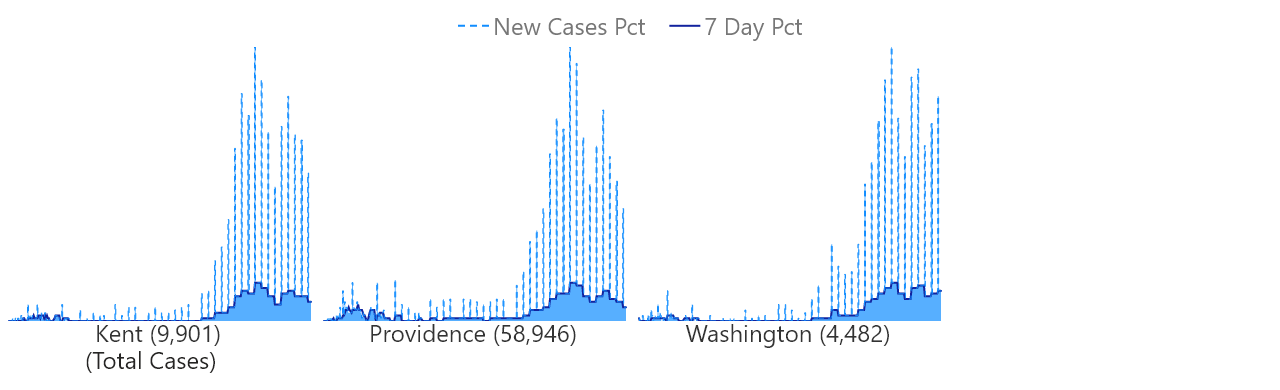 New Cases Pct 7 Day Pct
Kent (9,901) Providence (58,946) Washington (4,482)
(Total Cases)